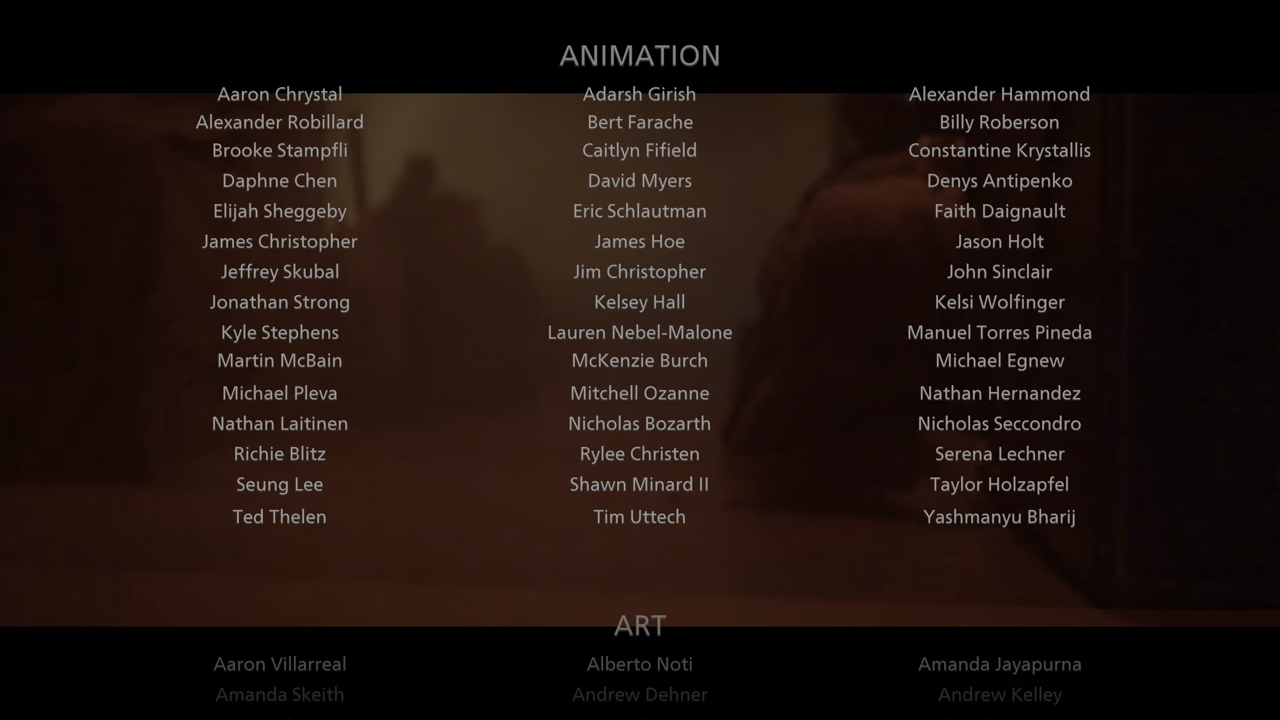 ANIMATION
Aaron Chrystal Adarsh Girish Alexander Hammond
Alexander Robillard Bert Farache Billy Roberson
Brooke Stampfli Caitlyn Fifield Constantine Krystallis
Daphne Chen David Myers Denys Antipenko
Elijah Sheggeby Eric Schlautman Faith Daignault
James Christopher James Hoe Jason Holt
Jeffrey Skubal Jim Christopher John Sinclair
Jonathan Strong Kelsey Hall Kelsi Wolfinger
Kyle Stephens Lauren Nebel-Malone Manuel Torres Pineda
Martin McBain McKenzie Burch Michael Egnew
Michael Pleva Mitchell Ozanne Nathan Hernandez
Nathan Laitinen Nicholas Bozarth Nicholas Seccondro
Richie Blitz Rylee Christen Serena Lechner
Seung Lee Shawn Minard II Taylor Holzapfel
Ted Thelen Tim Uttech Yashmanyu Bharij
ART
Aaron Villarreal Alberto Noti Amanda Jayapurna
Amanda Skeith Andrew Dehner Andrew Kelley